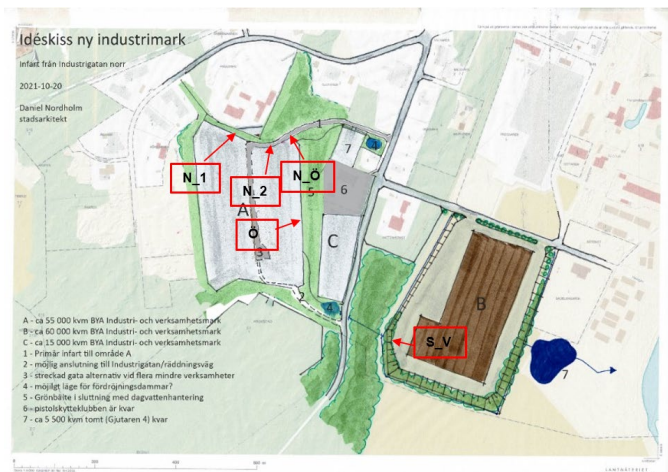 Idéskiss ny industrimark
Infart från Industrigatan norr
2021-10-20
Daniel Nordholm
stadsarkitekt
1
7
4
N_1
N_2
N_Ö
5
6
A
Ö
3
C
2
4
B
S_V
7
A - ca 55 000 kvm BYA Industri- och verksamhetsmark
B - ca 60 000 kvm BYA Industri- och verksamhetsmark
C - ca 15 000 kvm BYA Industri- och verksamhetsmark
1 - Primär infart till område A
2 - möjlig anslutning till Industrigatan/räddningsväg
3 - streckad gata alternativ vid flera mindre verksamheter
4 - möjligt läge för fördröjningsdammar?
5 - Grönbälte i sluttning med dagvattenhantering
6 - pistolskytteklubben är kvar
7 - ca 5 500 kvm tomt (Gjutaren 4) kvar
LANTMÄTERIET